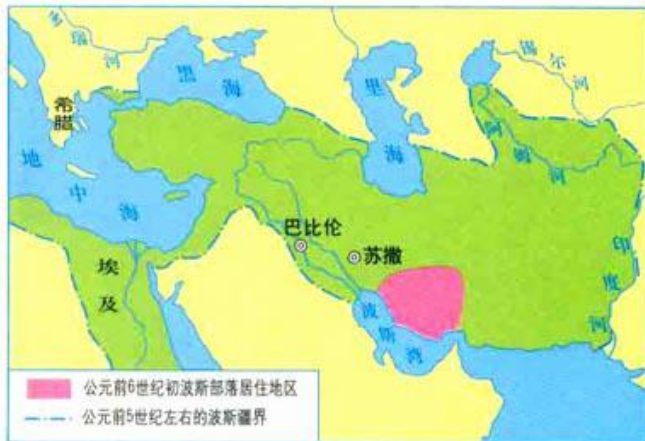 多瑙河
黑海
里海
锡尔河
阿姆河
希腊
地中海
巴比伦
苏撒
埃及
波斯湾
印度河
公元前6世纪初波斯部落居住地区
公元前5世纪左右的波斯疆界